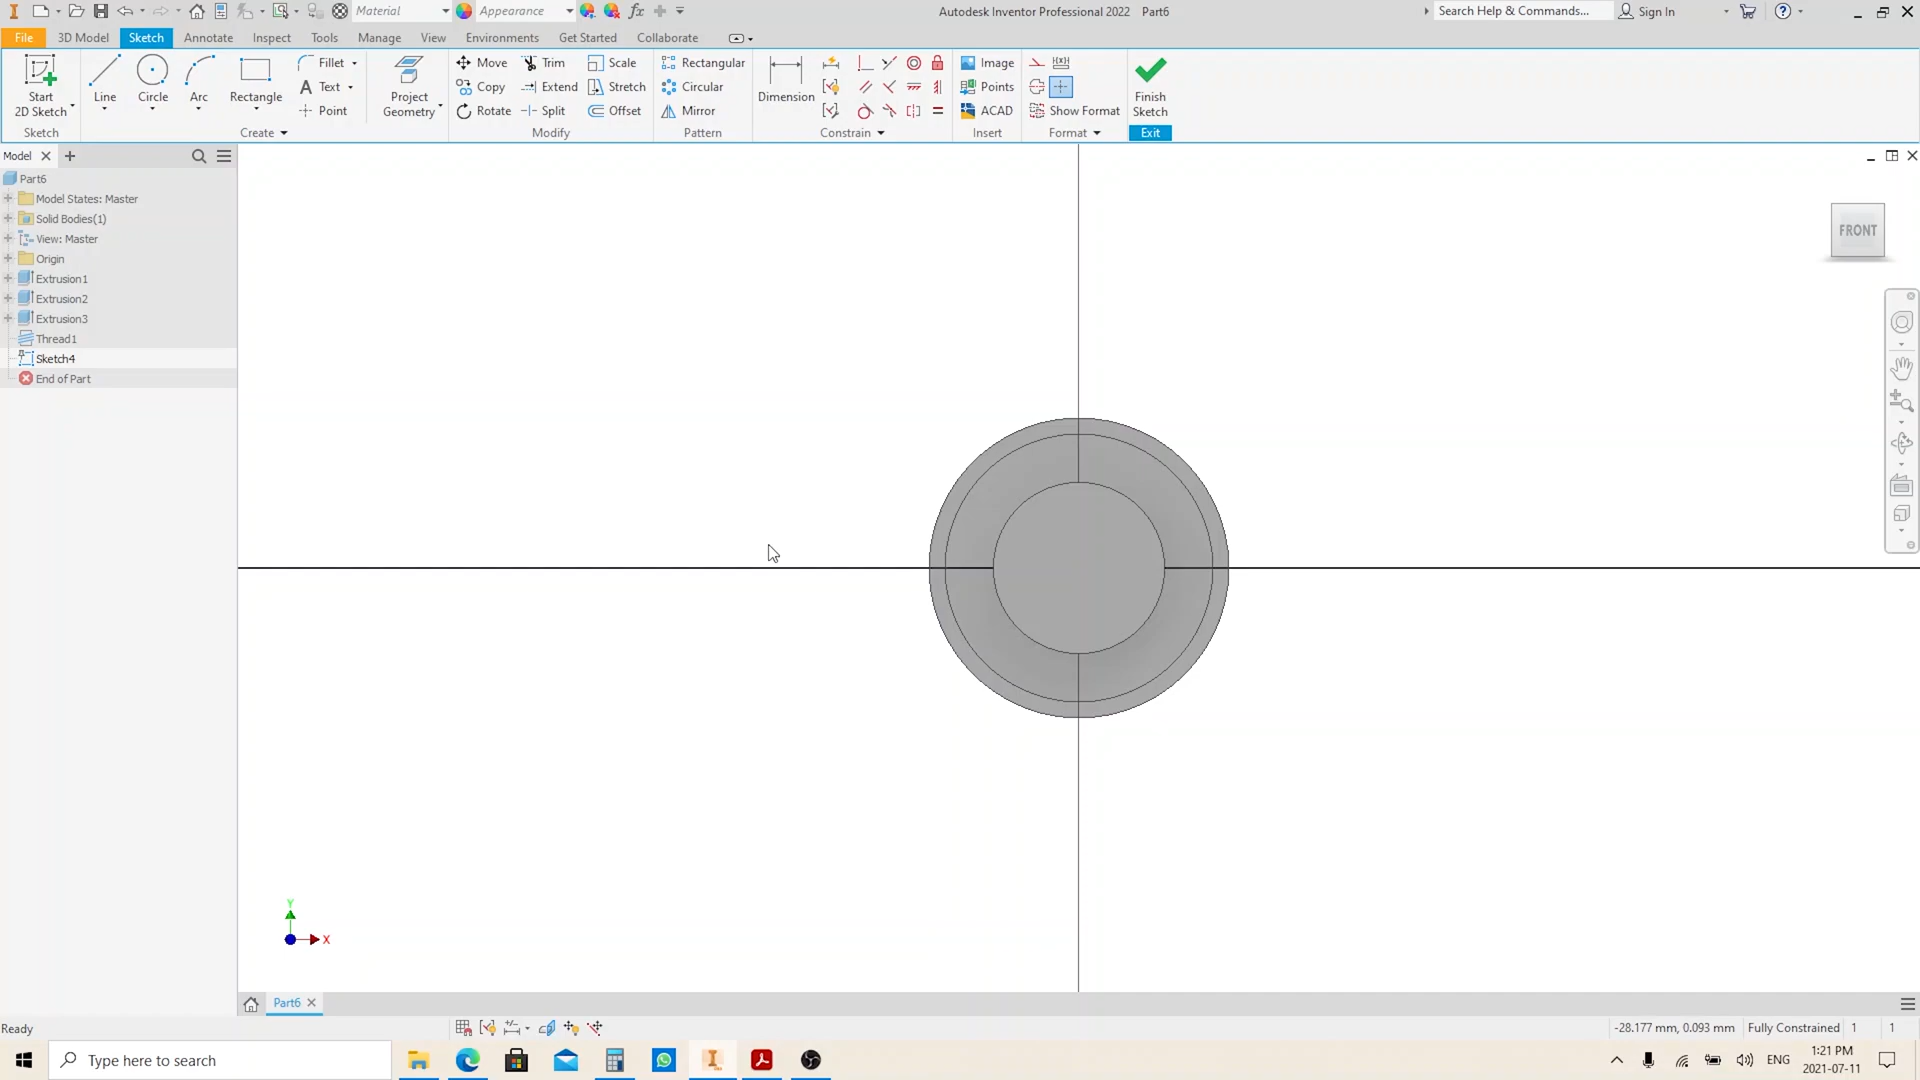 Material
Appearance
fx
Autodesk Inventor Professional 2022 Part6
Search Help & Commands...
Sign In
File 3D Model Sketch Annotate Inspect Tools Manage View Environments Get Started Collaborate
Start
2D Sketch
Line
Circle
Arc
Rectangle
Fillet
Text
Point
Project
Geometry
Move
Copy
Rotate
Trim
Extend
Split
Scale
Stretch
Offset
Rectangular
Circular
Mirror
Dimension
Image
Points
ACAD
Show Format
Finish
Sketch
Sketch Create Modify Pattern Constrain Insert Format Exit
Model
Part6
Model States: Master
Solid Bodies(1)
View: Master
Origin
Extrusion1
Extrusion2
Extrusion3
Thread1
Sketch4
End of Part
FRONT
Y
X
Part6
Ready
-28.177 mm, 0.093 mm Fully Constrained 1 1
Type here to search
ENG
1:21 PM
2021-07-11